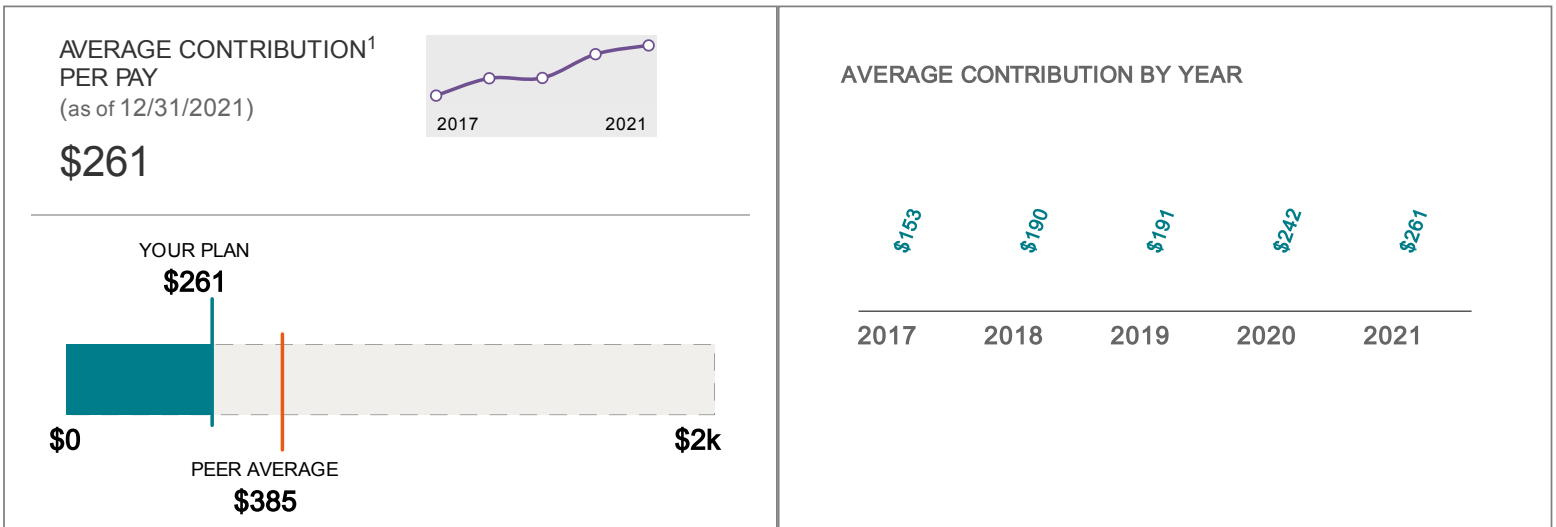 AVERAGE CONTRIBUTION¹
PER PAY
(as of 12/31/2021)
$261
2017 2021
YOUR PLAN
$261
$0 $2k
PEER AVERAGE
$385
AVERAGE CONTRIBUTION BY YEAR
$153 $190 $191 $242 $261
2017 2018 2019 2020 2021